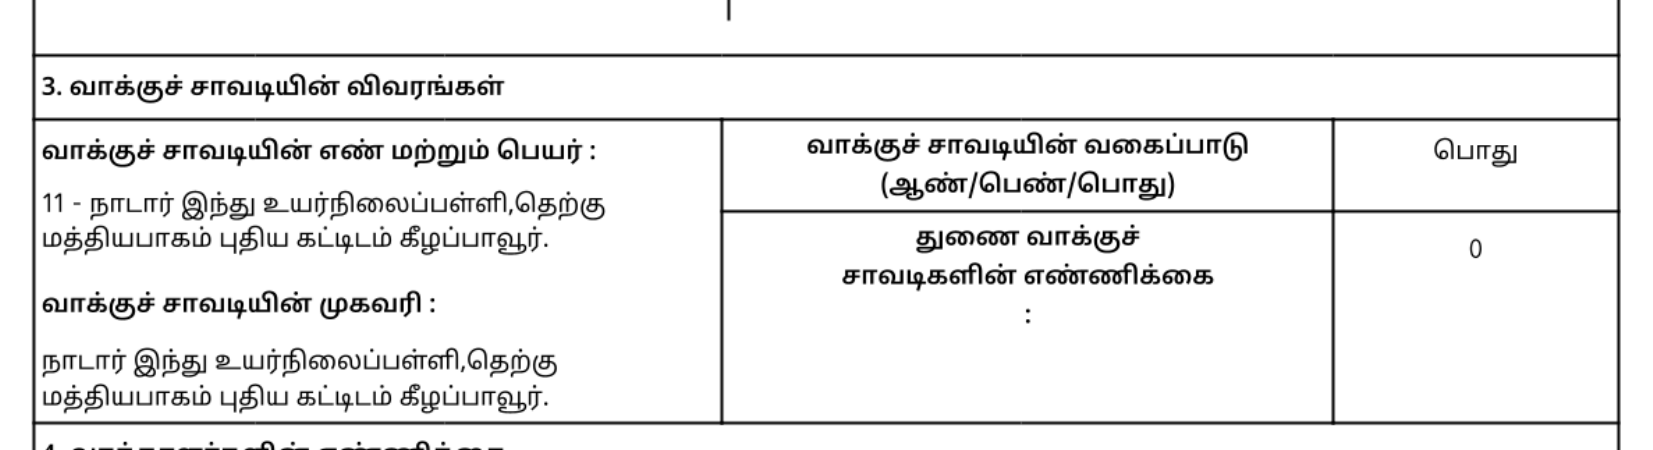 3. வாக்குச் சாவடியின் விவரங்கள்
வாக்குச் சாவடியின் எண் மற்றும் பெயர் :
11 - நாடார் இந்து உயர்நிலைப்பள்ளி,தெற்கு
மத்தியபாகம் புதிய கட்டிடம் கீழப்பாவூர்.
வாக்குச் சாவடியின் முகவரி :
நாடார் இந்து உயர்நிலைப்பள்ளி,தெற்கு
மத்தியபாகம் புதிய கட்டிடம் கீழப்பாவூர்.
வாக்குச் சாவடியின் வகைப்பாடு
(ஆண்/பெண்/பொது)
பொது
துணை வாக்குச்
சாவடிகளின் எண்ணிக்கை
:
0